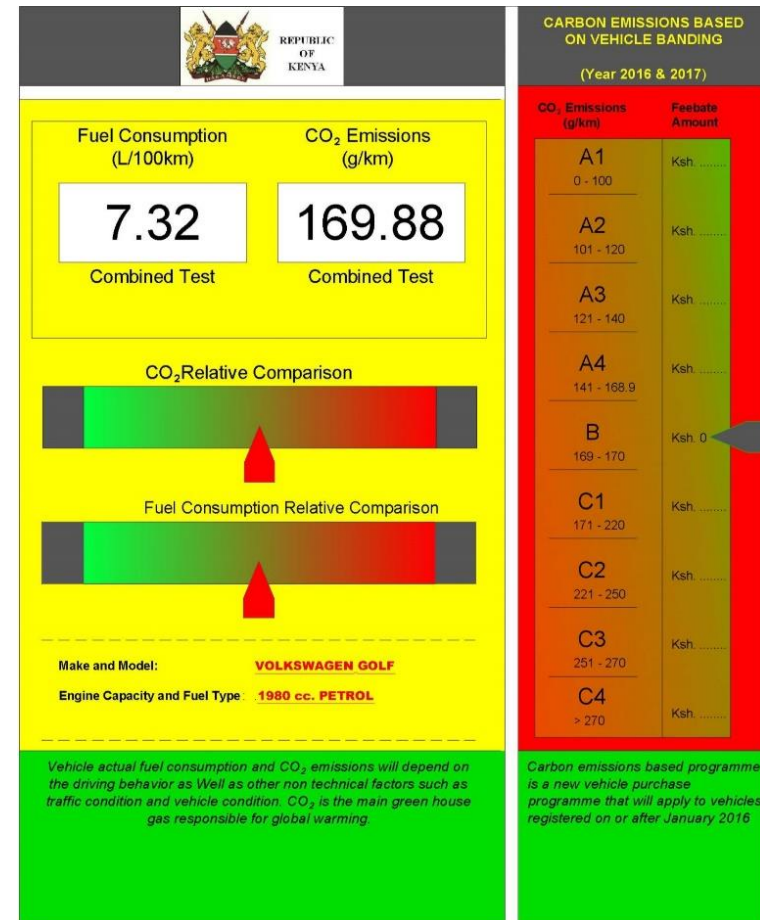 REPUBLIC
OF
KENYA
Fuel Consumption
(L/100km)
CO₂ Emissions
(g/km)
7.32
169.88
Combined Test
Combined Test
CO₂Relative Comparison
Fuel Consumption Relative Comparison
Make and Model:
VOLKSWAGEN GOLF
Engine Capacity and Fuel Type:
1980 cc. PETROL
Vehicle actual fuel consumption and CO₂ emissions will depend on
the driving behavior as Well as other non technical factors such as
traffic condition and vehicle condition. CO₂ is the main green house
gas responsible for global warming.
CARBON EMISSIONS BASED
ON VEHICLE BANDING
(Year 2016 & 2017)
CO₂ Emissions
(g/km)
Feebate
Amount
A1
0 - 100
Ksh. ........
A2
101 - 120
Ksh. ........
A3
121 - 140
Ksh. ........
A4
141 - 168.9
Ksh. ........
B
169 - 170
Ksh. 0
C1
171 - 220
Ksh. ........
C2
221 - 250
Ksh. ........
C3
251 - 270
Ksh. ........
C4
> 270
Ksh. ........
Carbon emissions based programme
is a new vehicle purchase
programme that will apply to vehicles
registered on or after January 2016